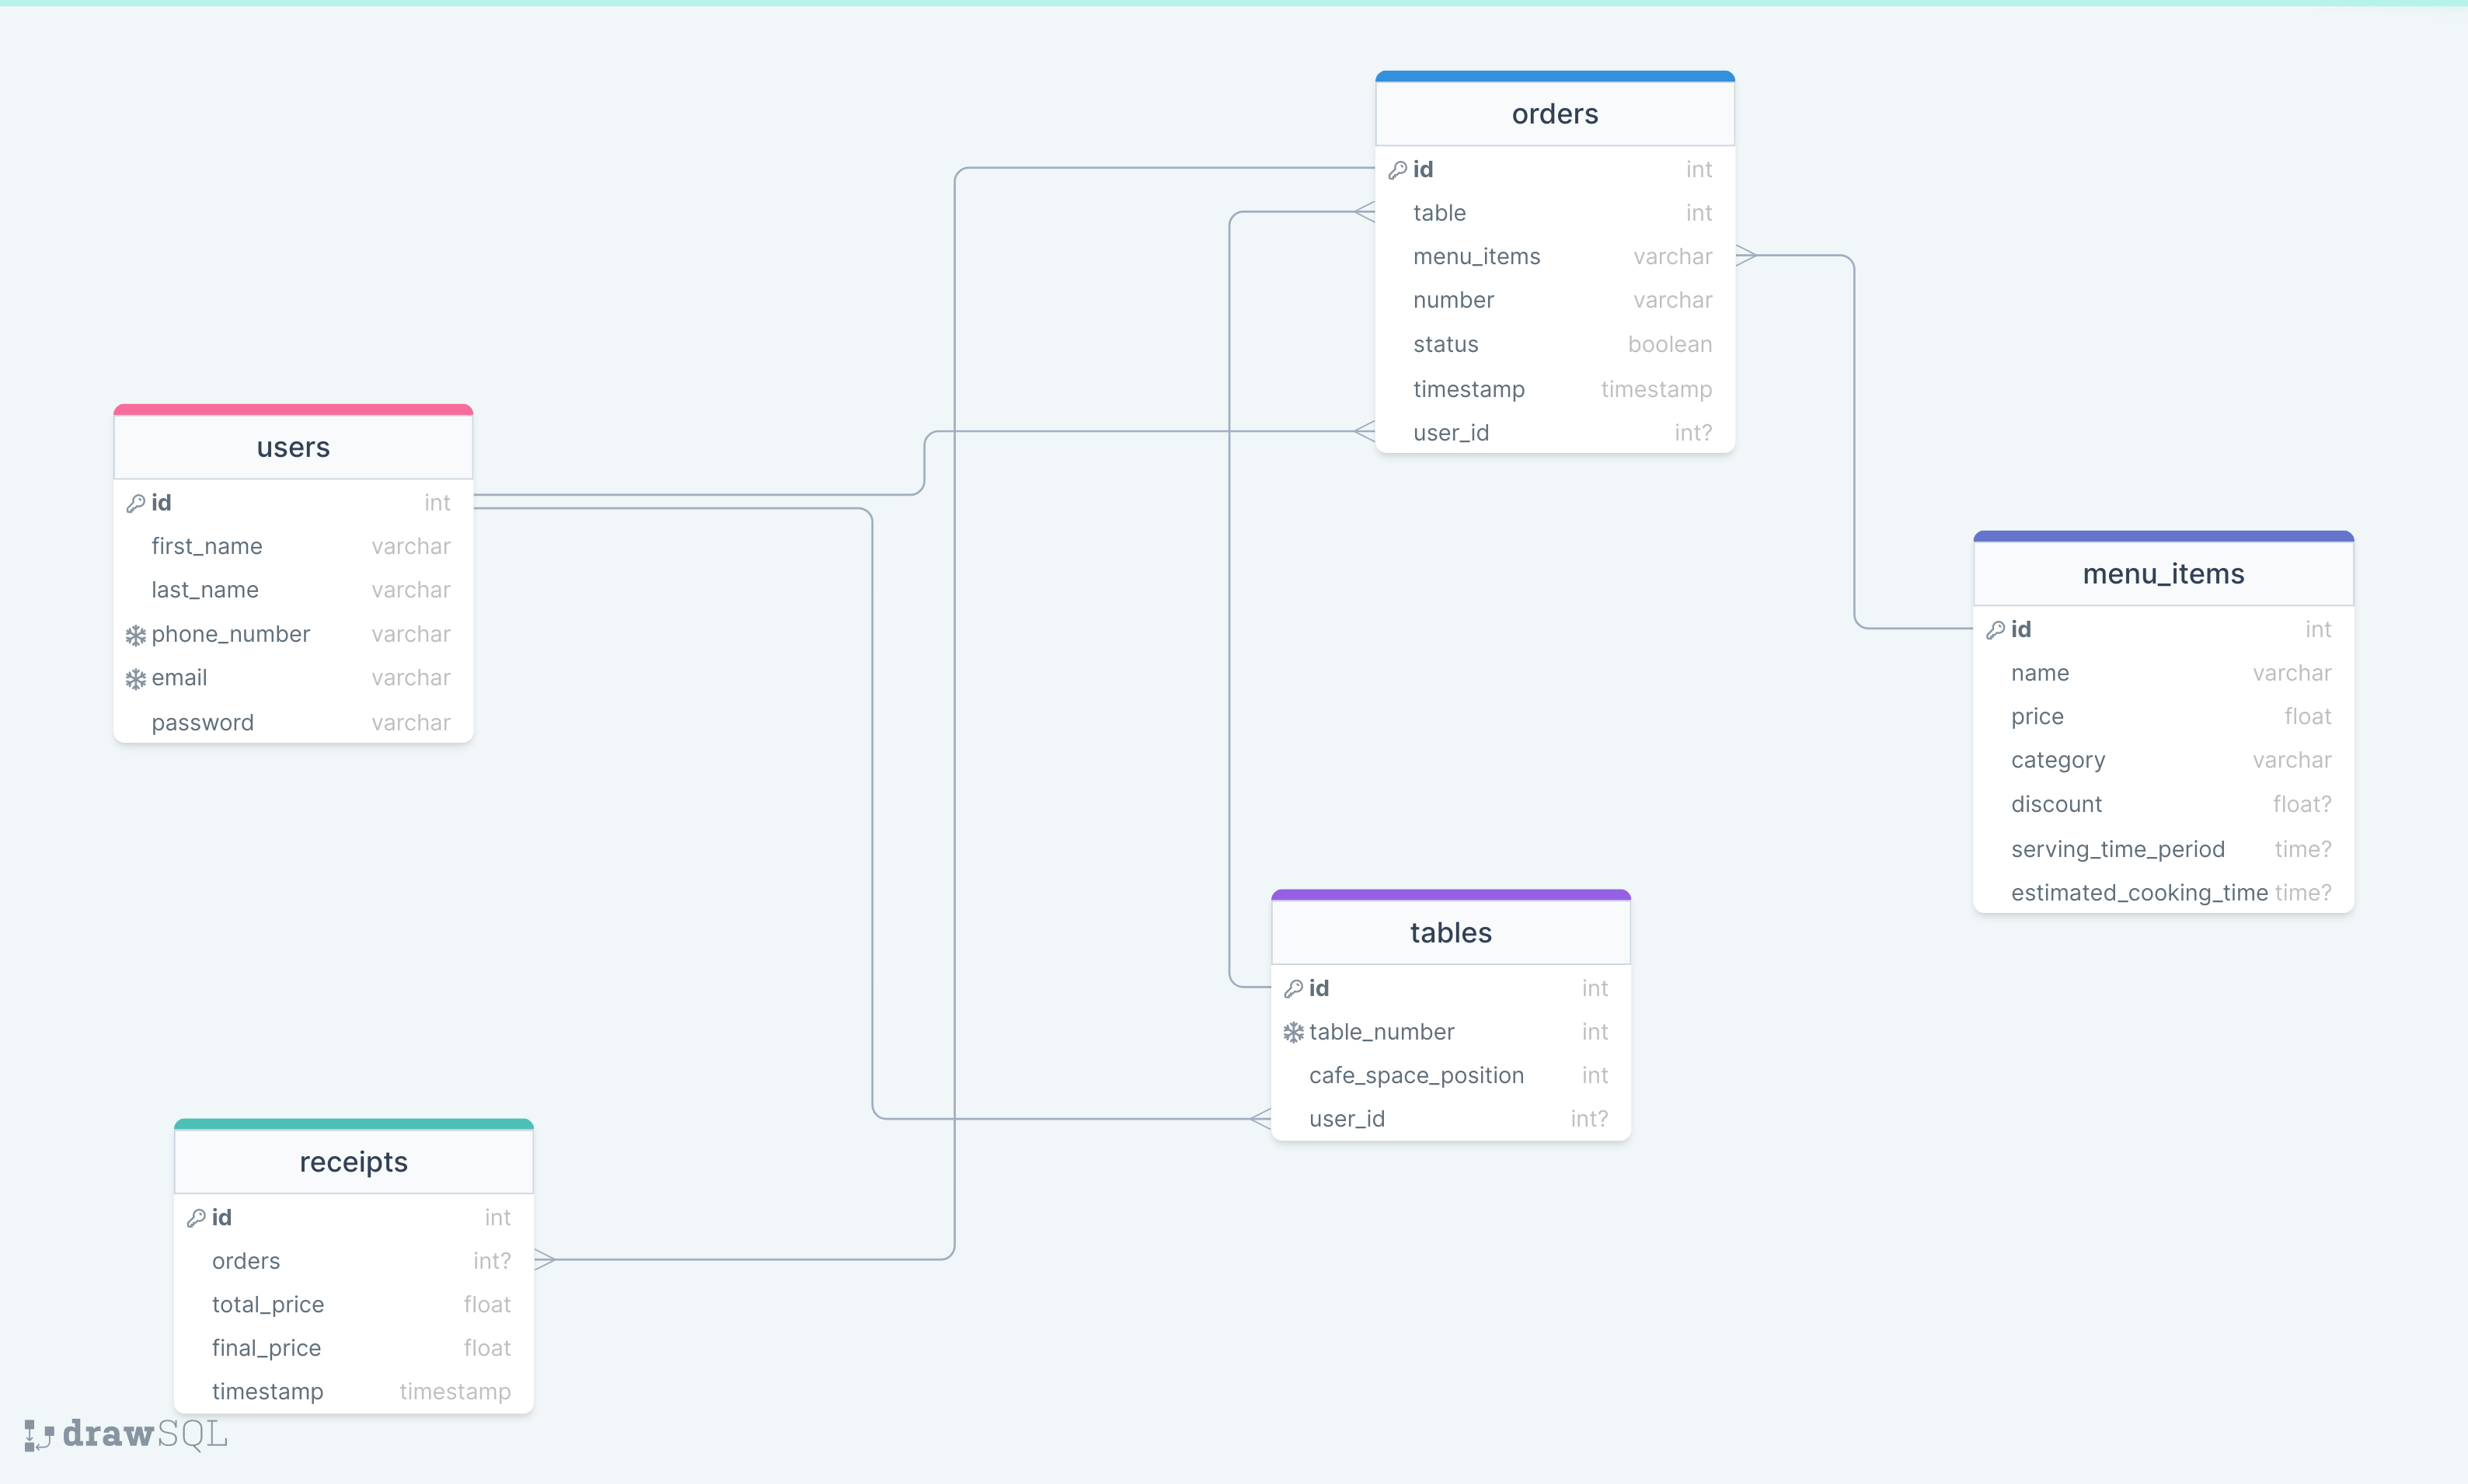 orders
id int
table int
menu_items varchar
number varchar
status boolean
timestamp timestamp
user_id int?
users
id int
first_name varchar
last_name varchar
phone_number varchar
email varchar
password varchar
menu_items
id int
name varchar
price float
category varchar
discount float?
serving_time_period time?
estimated_cooking_time time?
tables
id int
table_number int
cafe_space_position int
user_id int?
receipts
id int
orders int?
total_price float
final_price float
timestamp timestamp
drawSQL